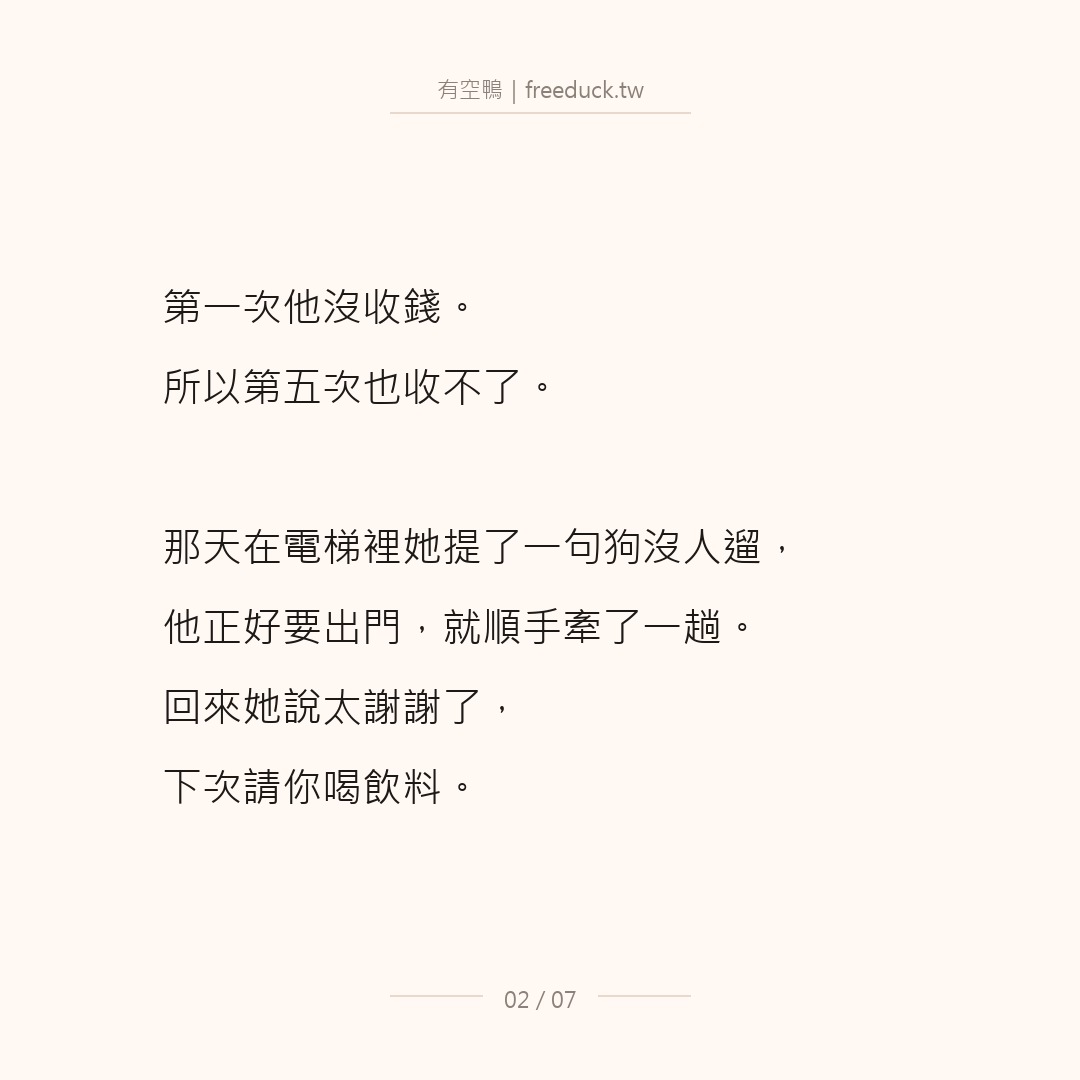 有空鴨｜freeduck.tw
第一次他沒收錢。
所以第五次也收不了。
那天在電梯裡她提了一句狗沒人遛，
他正好要出門，就順手牽了一趟。
回來她說太謝謝了，
下次請你喝飲料。
02 / 07